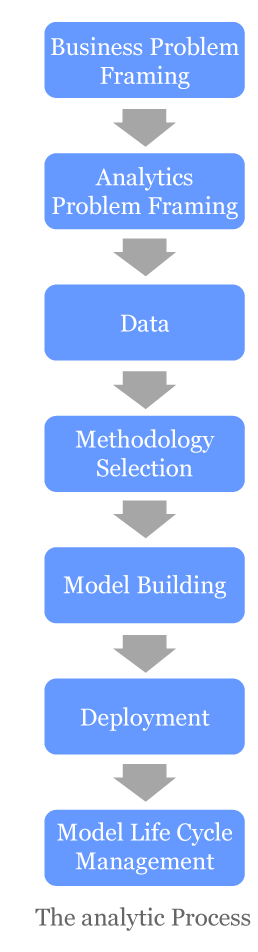 Business Problem
Framing
Analytics
Problem Framing
Data
Methodology
Selection
Model Building
Deployment
Model Life Cycle
Management
The analytic Process